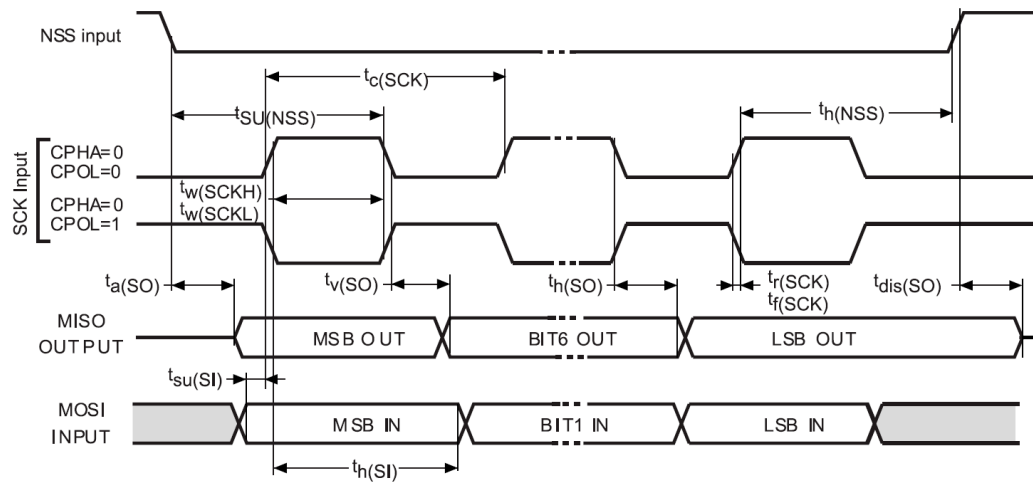 NSS input
tc(SCK)
tSU(NSS)
th(NSS)
SCK Input
CPHA=0
CPOL=0
tw(SCKH)
CPHA=0
tw(SCKL)
CPOL=1
ta(SO)
tv(SO)
th(SO)
tr(SCK)
tf(SCK)
tdis(SO)
MISO
OUTPUT
MSB OUT
BIT6 OUT
LSB OUT
tsu(SI)
MOSI
INPUT
MSB IN
BIT1 IN
LSB IN
th(SI)